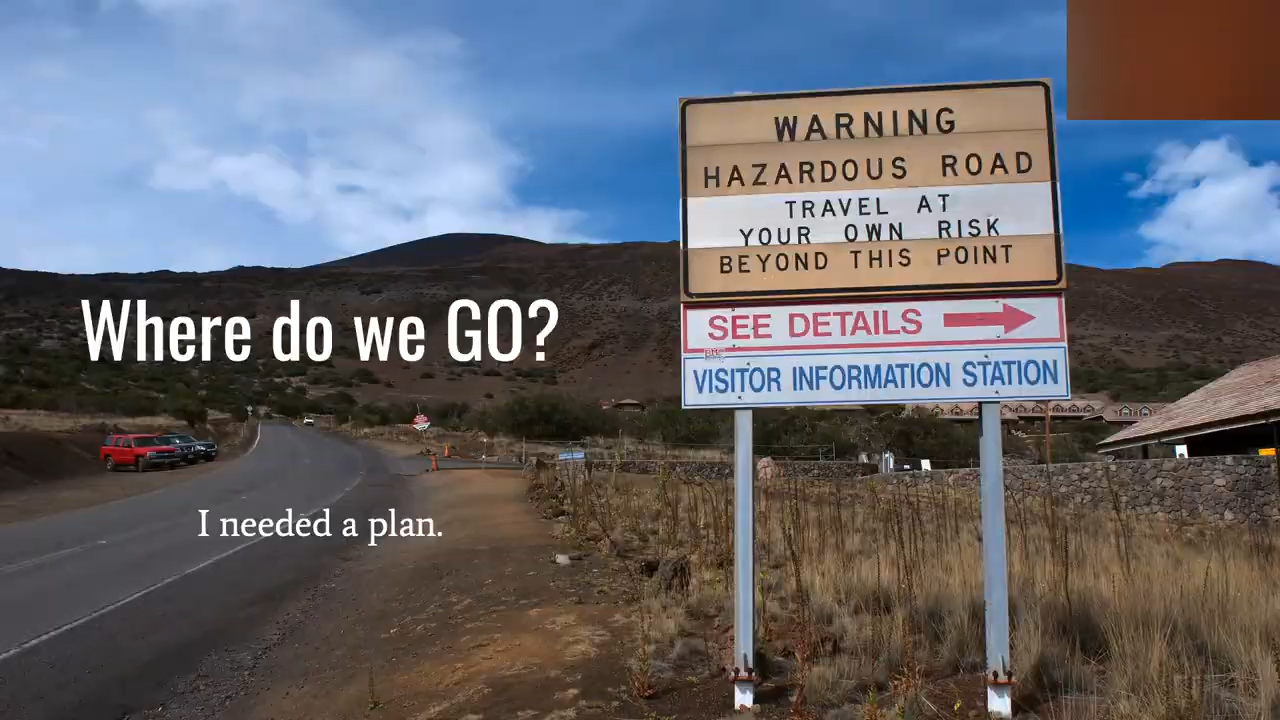 WARNING
HAZARDOUS ROAD
TRAVEL AT
YOUR OWN RISK
BEYOND THIS POINT
SEE DETAILS
VISITOR INFORMATION STATION
Where do we GO?
I needed a plan.